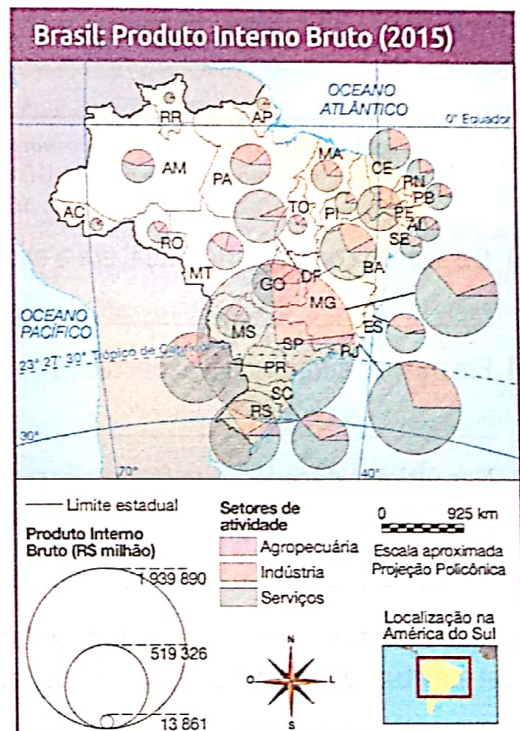 Brasil: Produto Interno Bruto (2015)
OCEANO
ATLÂNTICO
0° Equador
RR
AP
AM
PA
MA
CE
RN
PB
PE
AL
SE
PI
TO
AC
RO
MT
BA
DF
GO
MG
ES
MS
SP
RJ
PR
SC
RS
OCEANO
PACÍFICO
23° 27' 30" Trópico de
30°
70°
40°
Limite estadual
Produto Interno
Bruto (R$ milhão)
1 939 890
519 326
13 861
Setores de
atividade
Agropecuária
Indústria
Serviços
N
O
L
S
0 925 km
Escala aproximada
Projeção Policônica
Localização na
América do Sul